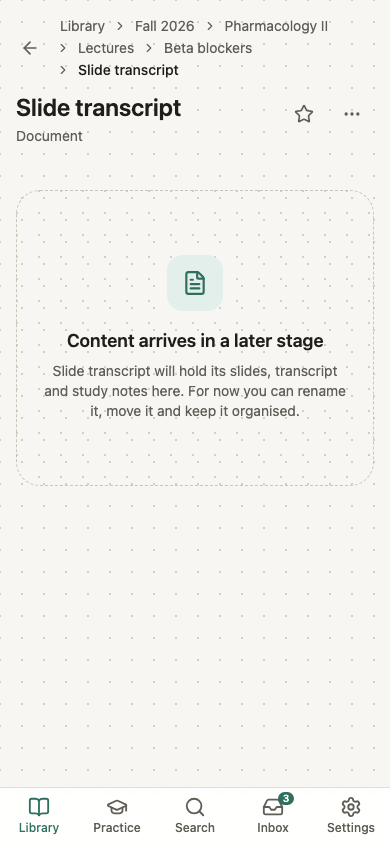 Library > Fall 2026 > Pharmacology II
> Lectures > Beta blockers
> Slide transcript
Slide transcript
Document
Content arrives in a later stage
Slide transcript will hold its slides, transcript
and study notes here. For now you can rename
it, move it and keep it organised.
3
Library Practice Search Inbox Settings